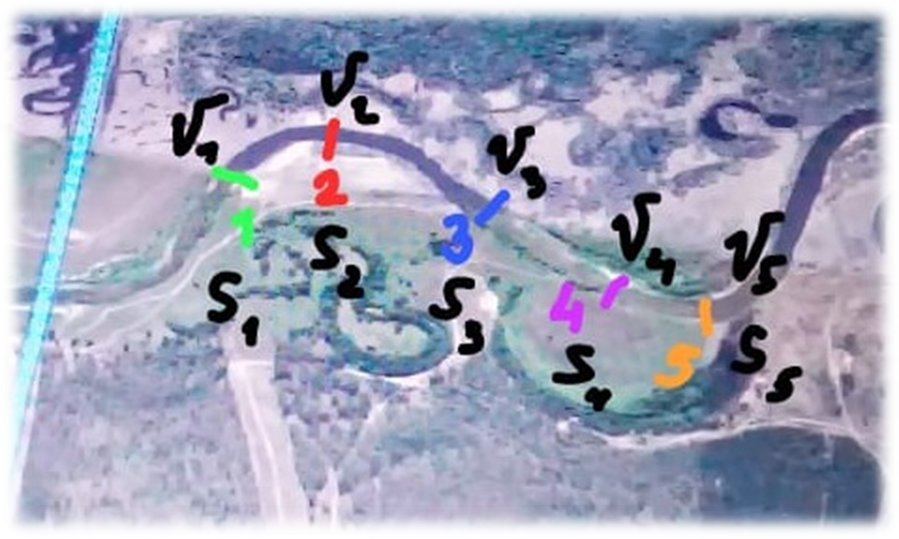 V₁ V₂ V₃ V₄ V₅
1 2 3 4 5
S₁ S₂ S₃ S₄ S₅